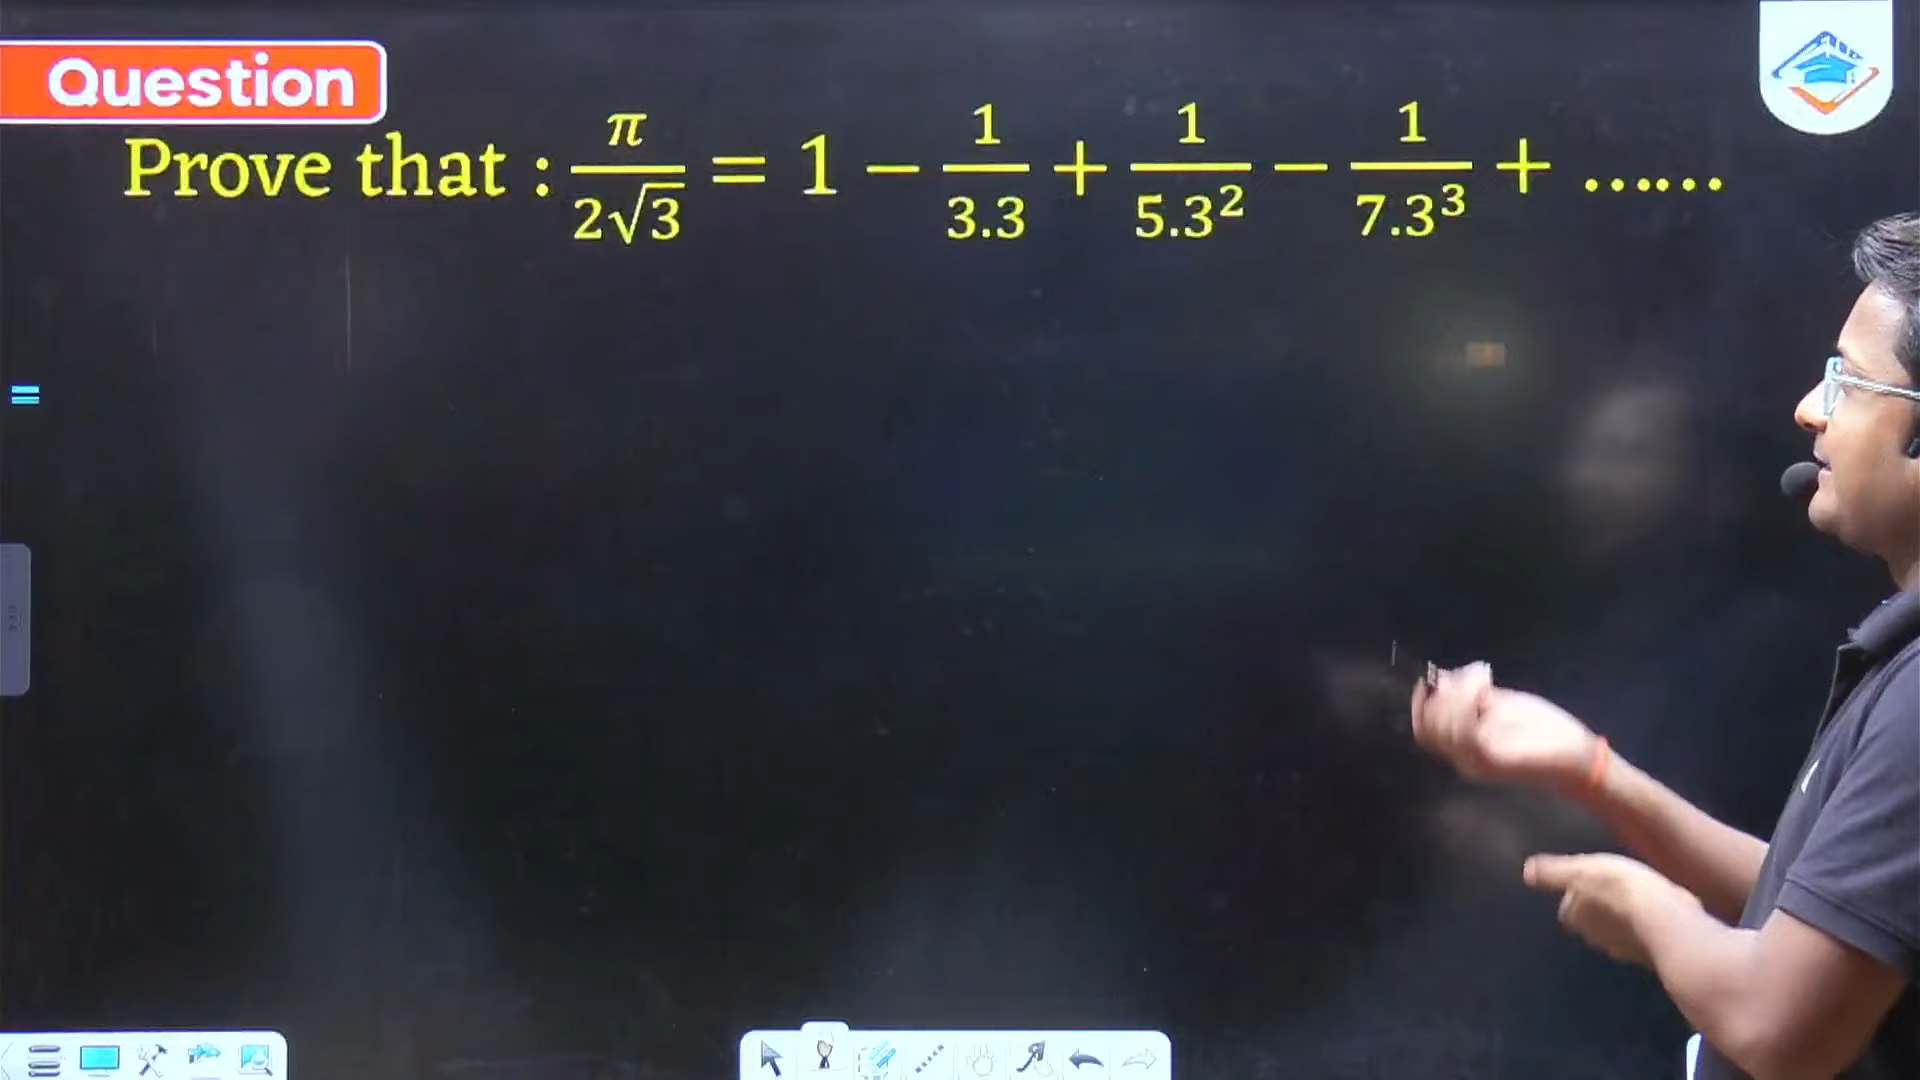 Question
Prove that : π/(2√3) = 1 − 1/3.3 + 1/5.3² − 1/7.3³ + ......